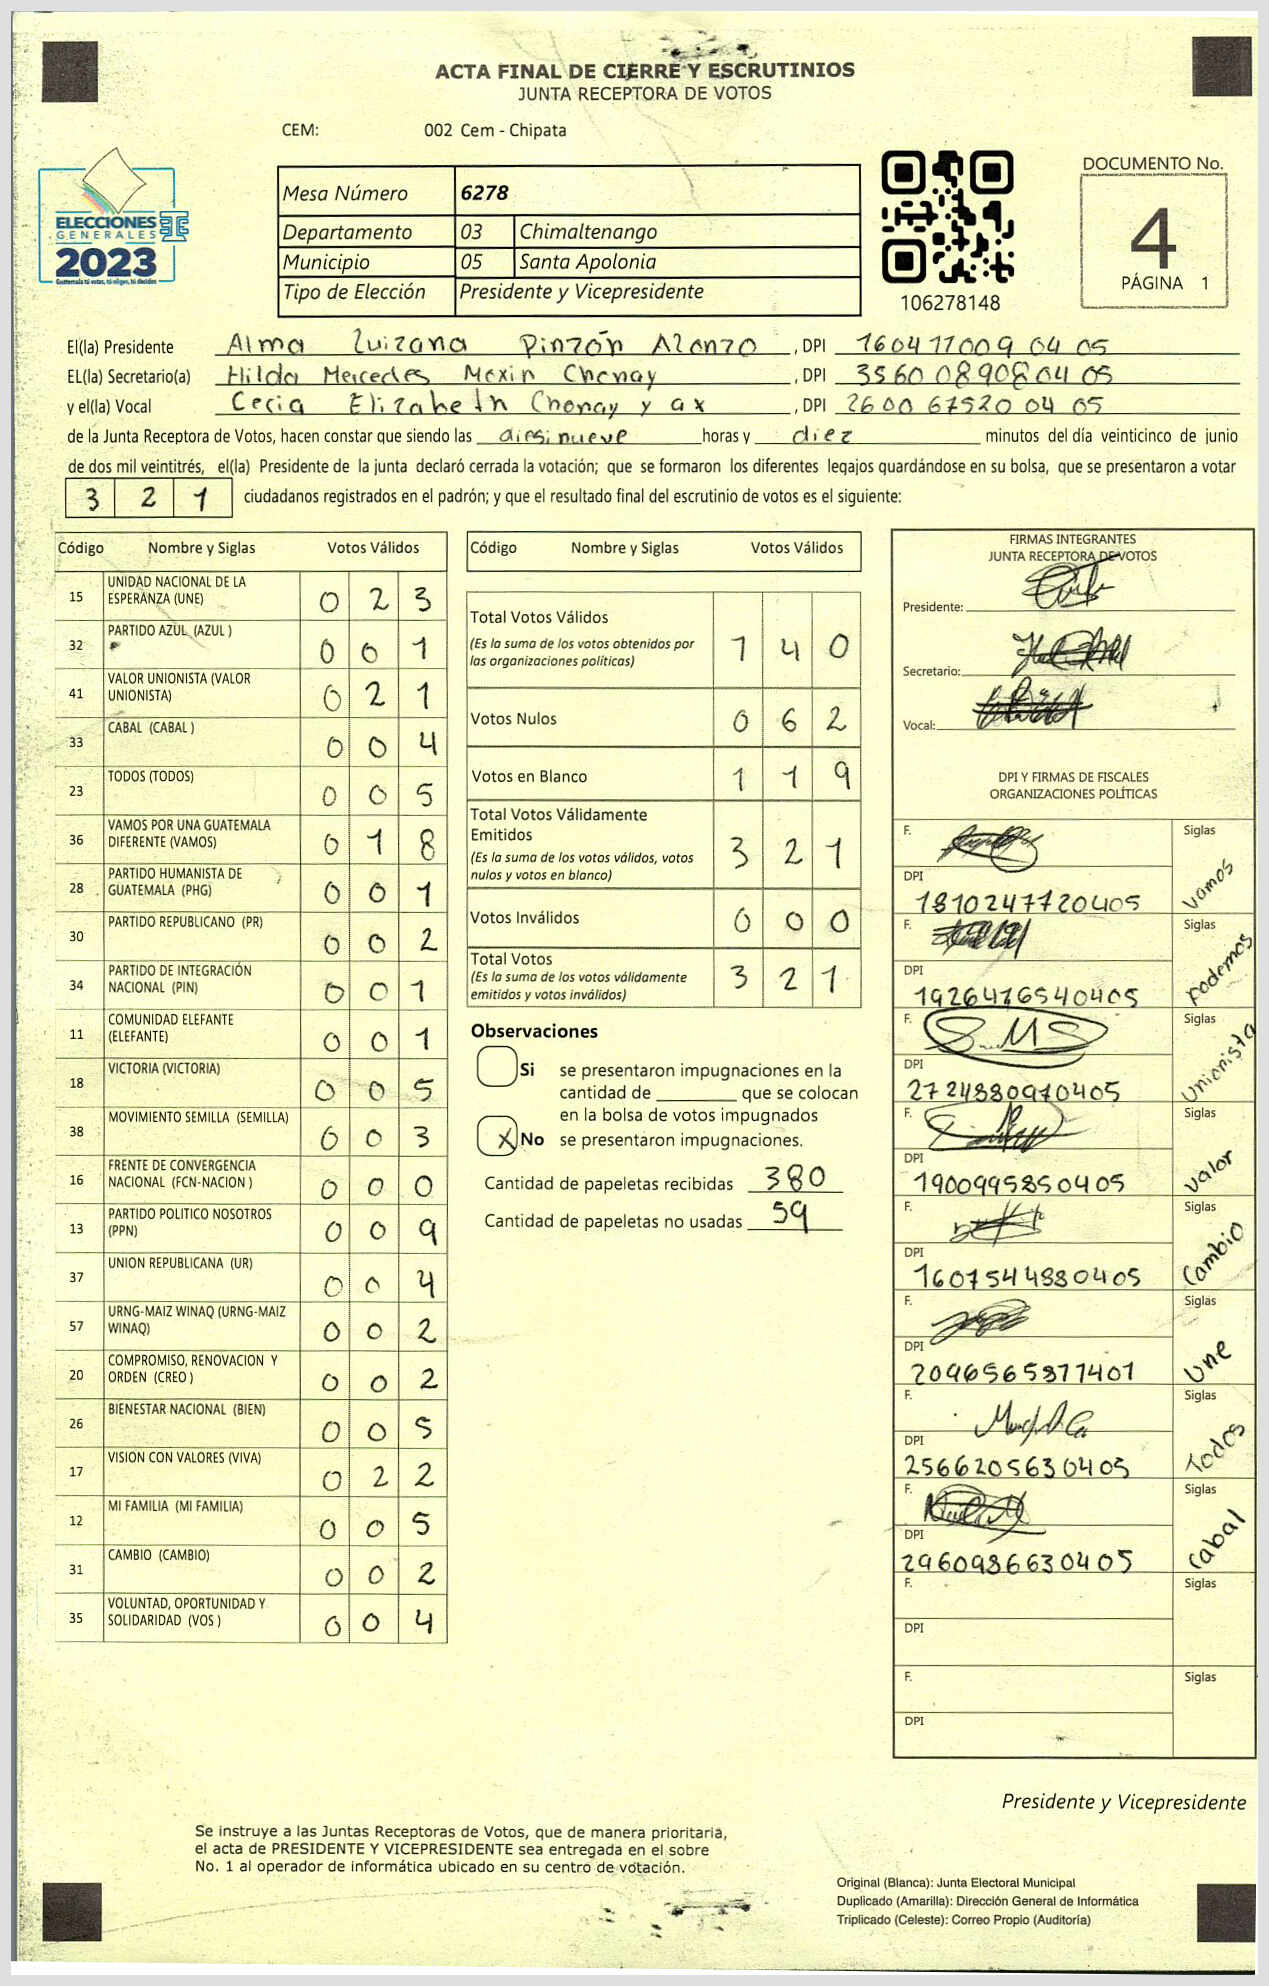 ACTA FINAL DE CIERRE Y ESCRUTINIOS
JUNTA RECEPTORA DE VOTOS
CEM: 002 Cem - Chipata
ELECCIONES
GENERALES
2023
Guatemala tú votas, tú eliges, tú decides
Mesa Número 6278
Departamento 03 Chimaltenango
Municipio 05 Santa Apolonia
Tipo de Elección Presidente y Vicepresidente
106278148
DOCUMENTO No.
4
PÁGINA 1
El(la) Presidente Alma Luizana Pinzón Alonzo, DPI 160411009 04 05
EL(la) Secretario(a) Hilda Mercedes Moxin Chonay, DPI 3560 08908 04 05
y el(la) Vocal Cecia Elizabeth Chonay y ax, DPI 2600 67520 04 05
de la Junta Receptora de Votos, hacen constar que siendo las diesinueve horas y diez minutos del día veinticinco de junio
de dos mil veintitrés, el(la) Presidente de la junta declaró cerrada la votación; que se formaron los diferentes legajos quardándose en su bolsa, que se presentaron a votar
3 2 1 ciudadanos registrados en el padrón; y que el resultado final del escrutinio de votos es el siguiente:
Código Nombre y Siglas Votos Válidos
15 UNIDAD NACIONAL DE LA ESPERANZA (UNE) 0 2 3
32 PARTIDO AZUL (AZUL ) 0 0 1
41 VALOR UNIONISTA (VALOR UNIONISTA) 0 2 1
33 CABAL (CABAL ) 0 0 4
23 TODOS (TODOS) 0 0 5
36 VAMOS POR UNA GUATEMALA DIFERENTE (VAMOS) 0 1 8
28 PARTIDO HUMANISTA DE GUATEMALA (PHG) 0 0 1
30 PARTIDO REPUBLICANO (PR) 0 0 2
34 PARTIDO DE INTEGRACIÓN NACIONAL (PIN) 0 0 1
11 COMUNIDAD ELEFANTE (ELEFANTE) 0 0 1
18 VICTORIA (VICTORIA) 0 0 5
38 MOVIMIENTO SEMILLA (SEMILLA) 0 0 3
16 FRENTE DE CONVERGENCIA NACIONAL (FCN-NACION ) 0 0 0
13 PARTIDO POLITICO NOSOTROS (PPN) 0 0 9
37 UNION REPUBLICANA (UR) 0 0 4
57 URNG-MAIZ WINAQ (URNG-MAIZ WINAQ) 0 0 2
20 COMPROMISO, RENOVACION Y ORDEN (CREO ) 0 0 2
26 BIENESTAR NACIONAL (BIEN) 0 0 5
17 VISION CON VALORES (VIVA) 0 2 2
12 MI FAMILIA (MI FAMILIA) 0 0 5
31 CAMBIO (CAMBIO) 0 0 2
35 VOLUNTAD, OPORTUNIDAD Y SOLIDARIDAD (VOS ) 0 0 4
Código Nombre y Siglas Votos Válidos
Total Votos Válidos 1 4 0
(Es la suma de los votos obtenidos por
las organizaciones políticas)
Votos Nulos 0 6 2
Votos en Blanco 1 1 9
Total Votos Válidamente
Emitidos 3 2 1
(Es la suma de los votos válidos, votos
nulos y votos en blanco)
Votos Inválidos 0 0 0
Total Votos 3 2 1
(Es la suma de los votos válidamente
emitidos y votos inválidos)
Observaciones
Si se presentaron impugnaciones en la
cantidad de ________ que se colocan
en la bolsa de votos impugnados
X No se presentaron impugnaciones.
Cantidad de papeletas recibidas 380
Cantidad de papeletas no usadas 59
FIRMAS INTEGRANTES
JUNTA RECEPTORA DE VOTOS
Presidente:
Secretario:
Vocal:
DPI Y FIRMAS DE FISCALES
ORGANIZACIONES POLÍTICAS
F. Siglas vamos
DPI 1810247720405
F. Siglas podemos
DPI 1926476540405
F. Siglas Unionista
DPI 2724880970405
F. Siglas valor
DPI 1900995850405
F. Siglas Cambio
DPI 1607544880405
F. Siglas Une
DPI 2096565877401
F. Siglas Todos
DPI 2566205630405
F. Siglas Cabal
DPI 2960986630405
F. Siglas
DPI
F. Siglas
DPI
Presidente y Vicepresidente
Se instruye a las Juntas Receptoras de Votos, que de manera prioritaria,
el acta de PRESIDENTE Y VICEPRESIDENTE sea entregada en el sobre
No. 1 al operador de informática ubicado en su centro de votación.
Original (Blanca): Junta Electoral Municipal
Duplicado (Amarilla): Dirección General de Informática
Triplicado (Celeste): Correo Propio (Auditoría)